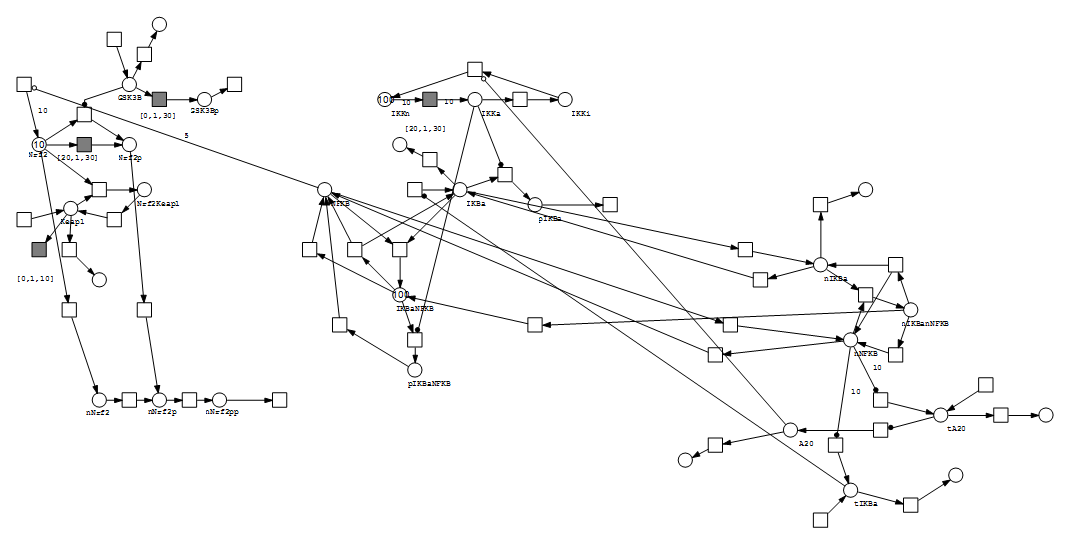 GSK3B
[0,1,30]
GSK3Bp
10
10
Nrf2
[20,1,30]
Nrf2p
Nrf2Keap1
Keap1
[0,1,10]
nNrf2
nNrf2p
nNrf2pp
5
100
IKKn
10
10
[20,1,30]
IKKa
IKKi
NFKB
IKBa
pIKBa
100
IKBaNFKB
pIKBaNFKB
nIKBa
nIKBanNFKB
nNFKB
10
10
tA20
A20
tIKBa